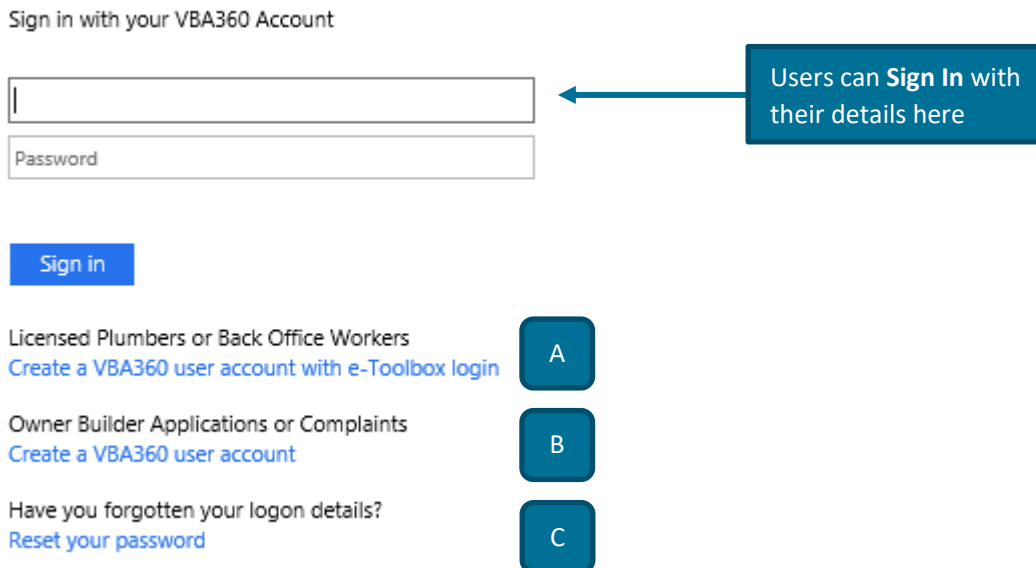 Sign in with your VBA360 Account
Users can Sign In with
their details here
Password
Sign in
Licensed Plumbers or Back Office Workers
Create a VBA360 user account with e-Toolbox login
A
Owner Builder Applications or Complaints
Create a VBA360 user account
B
Have you forgotten your logon details?
Reset your password
C